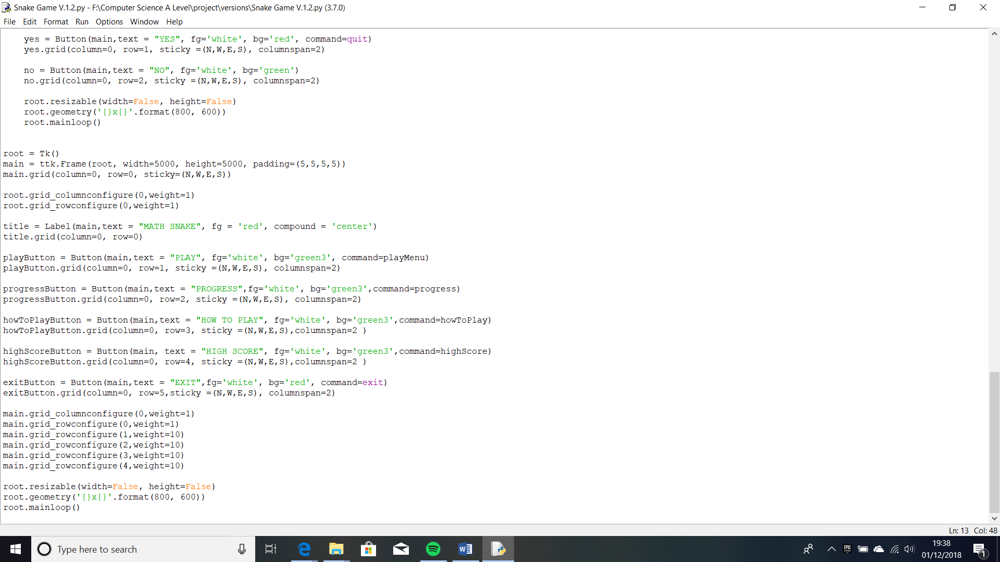 Snake Game V.1.2.py - F:\Computer Science A Level\project\versions\Snake Game V.1.2.py (3.7.0)
File Edit Format Run Options Window Help
    yes = Button(main,text = "YES", fg='white', bg='red', command=quit)
    yes.grid(column=0, row=1, sticky =(N,W,E,S), columnspan=2)
    no = Button(main,text = "NO", fg='white', bg='green')
    no.grid(column=0, row=2, sticky =(N,W,E,S), columnspan=2)
    root.resizable(width=False, height=False)
    root.geometry('{}x{}'.format(800, 600))
    root.mainloop()
root = Tk()
main = ttk.Frame(root, width=5000, height=5000, padding=(5,5,5,5))
main.grid(column=0, row=0, sticky=(N,W,E,S))
root.grid_columnconfigure(0,weight=1)
root.grid_rowconfigure(0,weight=1)
title = Label(main,text = "MATH SNAKE", fg = 'red', compound = 'center')
title.grid(column=0, row=0)
playButton = Button(main,text = "PLAY", fg='white', bg='green3', command=playMenu)
playButton.grid(column=0, row=1, sticky =(N,W,E,S), columnspan=2)
progressButton = Button(main,text = "PROGRESS",fg='white', bg='green3',command=progress)
progressButton.grid(column=0, row=2, sticky =(N,W,E,S), columnspan=2)
howToPlayButton = Button(main,text = "HOW TO PLAY", fg='white', bg='green3',command=howToPlay)
howToPlayButton.grid(column=0, row=3, sticky =(N,W,E,S),columnspan=2 )
highScoreButton = Button(main, text = "HIGH SCORE", fg='white', bg='green3',command=highScore)
highScoreButton.grid(column=0, row=4, sticky =(N,W,E,S),columnspan=2 )
exitButton = Button(main,text = "EXIT",fg='white', bg='red', command=exit)
exitButton.grid(column=0, row=5,sticky =(N,W,E,S), columnspan=2)
main.grid_columnconfigure(0,weight=1)
main.grid_rowconfigure(0,weight=1)
main.grid_rowconfigure(1,weight=10)
main.grid_rowconfigure(2,weight=10)
main.grid_rowconfigure(3,weight=10)
main.grid_rowconfigure(4,weight=10)
root.resizable(width=False, height=False)
root.geometry('{}x{}'.format(800, 600))
root.mainloop()
Ln: 13 Col: 48
Type here to search
EPIC
19:38
01/12/2018
1